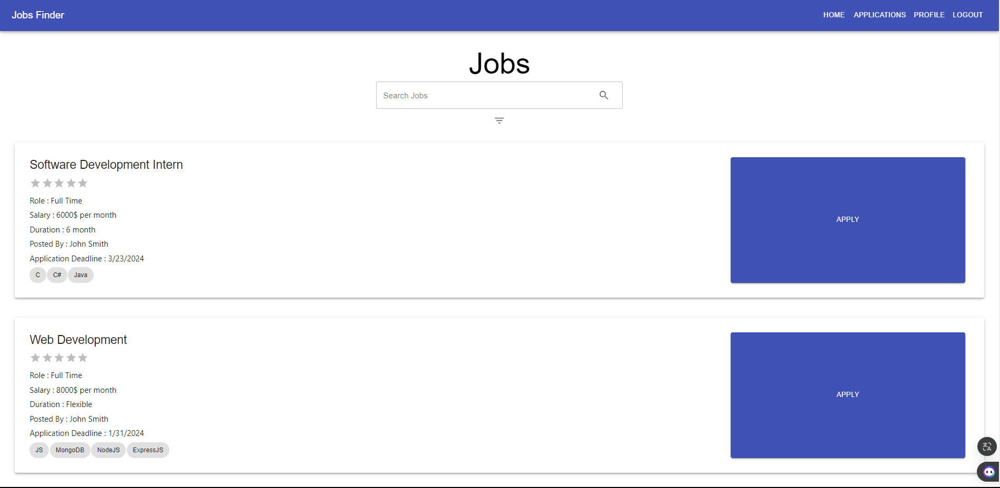 Jobs Finder
HOME APPLICATIONS PROFILE LOGOUT
Jobs
Search Jobs
Software Development Intern
Role : Full Time
Salary : 6000$ per month
Duration : 6 month
Posted By : John Smith
Application Deadline : 3/23/2024
C C# Java
APPLY
Web Development
Role : Full Time
Salary : 8000$ per month
Duration : Flexible
Posted By : John Smith
Application Deadline : 1/31/2024
JS MongoDB NodeJS ExpressJS
APPLY